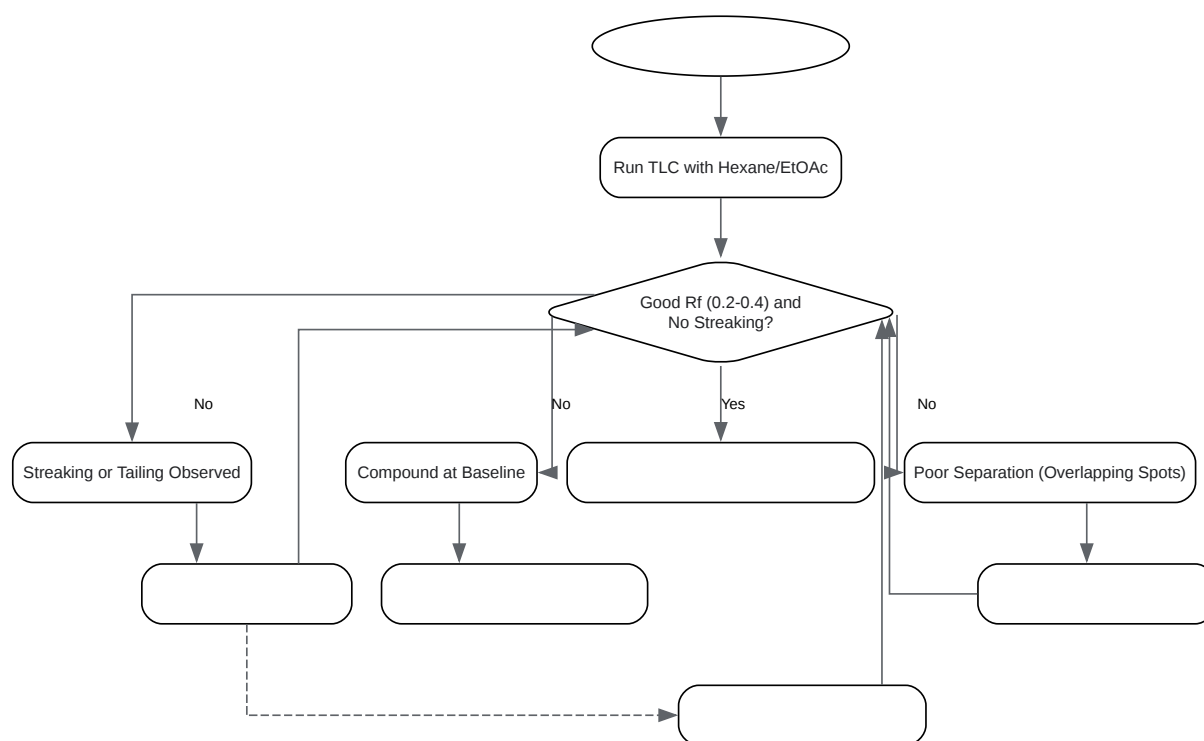 Run TLC with Hexane/EtOAc
Good Rf (0.2-0.4) and
No Streaking?
No
No
Yes
No
Streaking or Tailing Observed
Compound at Baseline
Poor Separation (Overlapping Spots)